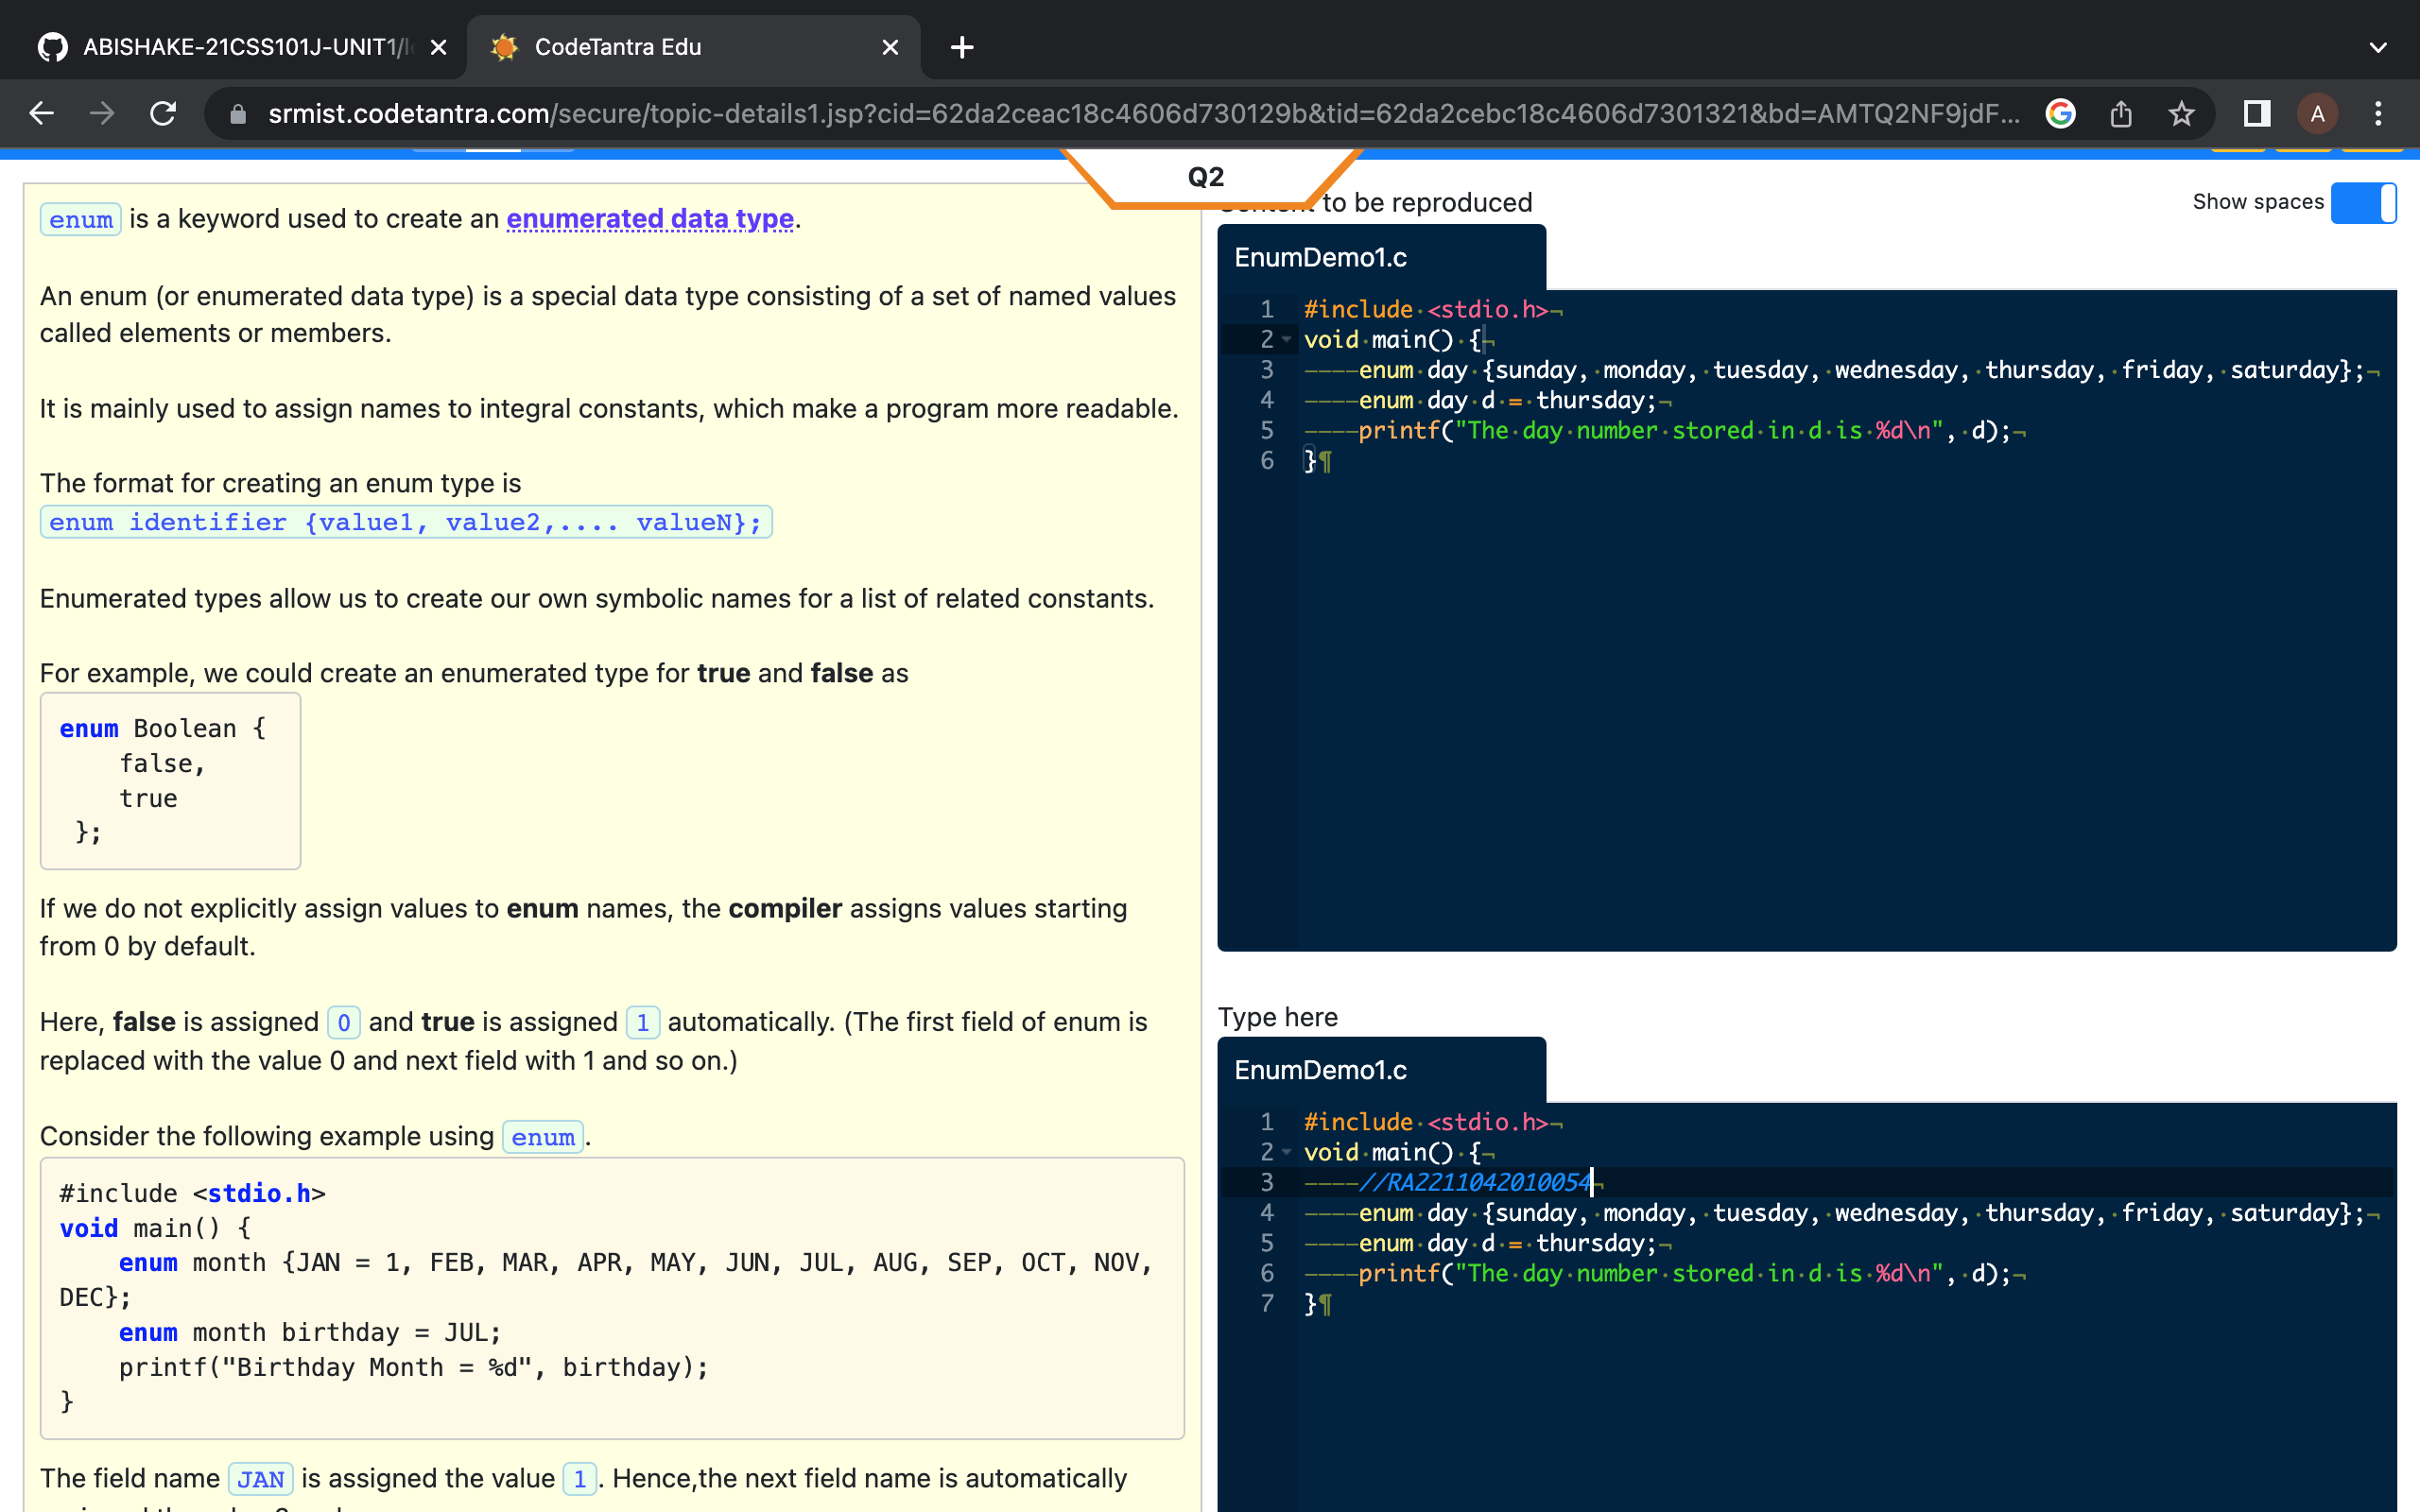 ABISHAKE-21CSS101J-UNIT1/l
CodeTantra Edu
srmist.codetantra.com/secure/topic-details1.jsp?cid=62da2ceac18c4606d730129b&tid=62da2cebc18c4606d7301321&bd=AMTQ2NF9jdF...
A
Q2
enum is a keyword used to create an enumerated data type.
An enum (or enumerated data type) is a special data type consisting of a set of named values
called elements or members.
It is mainly used to assign names to integral constants, which make a program more readable.
The format for creating an enum type is
enum identifier {value1, value2,.... valueN};
Enumerated types allow us to create our own symbolic names for a list of related constants.
For example, we could create an enumerated type for true and false as
enum Boolean {
    false,
    true
 };
If we do not explicitly assign values to enum names, the compiler assigns values starting
from 0 by default.
Here, false is assigned 0 and true is assigned 1 automatically. (The first field of enum is
replaced with the value 0 and next field with 1 and so on.)
Consider the following example using enum.
#include <stdio.h>
void main() {
    enum month {JAN = 1, FEB, MAR, APR, MAY, JUN, JUL, AUG, SEP, OCT, NOV,
DEC};
    enum month birthday = JUL;
    printf("Birthday Month = %d", birthday);
}
The field name JAN is assigned the value 1. Hence,the next field name is automatically
to be reproduced
Show spaces
EnumDemo1.c
1 #include <stdio.h>
2 void main() {
3     enum day {sunday, monday, tuesday, wednesday, thursday, friday, saturday};
4     enum day d = thursday;
5     printf("The day number stored in d is %d\n", d);
6 }
Type here
EnumDemo1.c
1 #include <stdio.h>
2 void main() {
3     //RA2211042010054
4     enum day {sunday, monday, tuesday, wednesday, thursday, friday, saturday};
5     enum day d = thursday;
6     printf("The day number stored in d is %d\n", d);
7 }